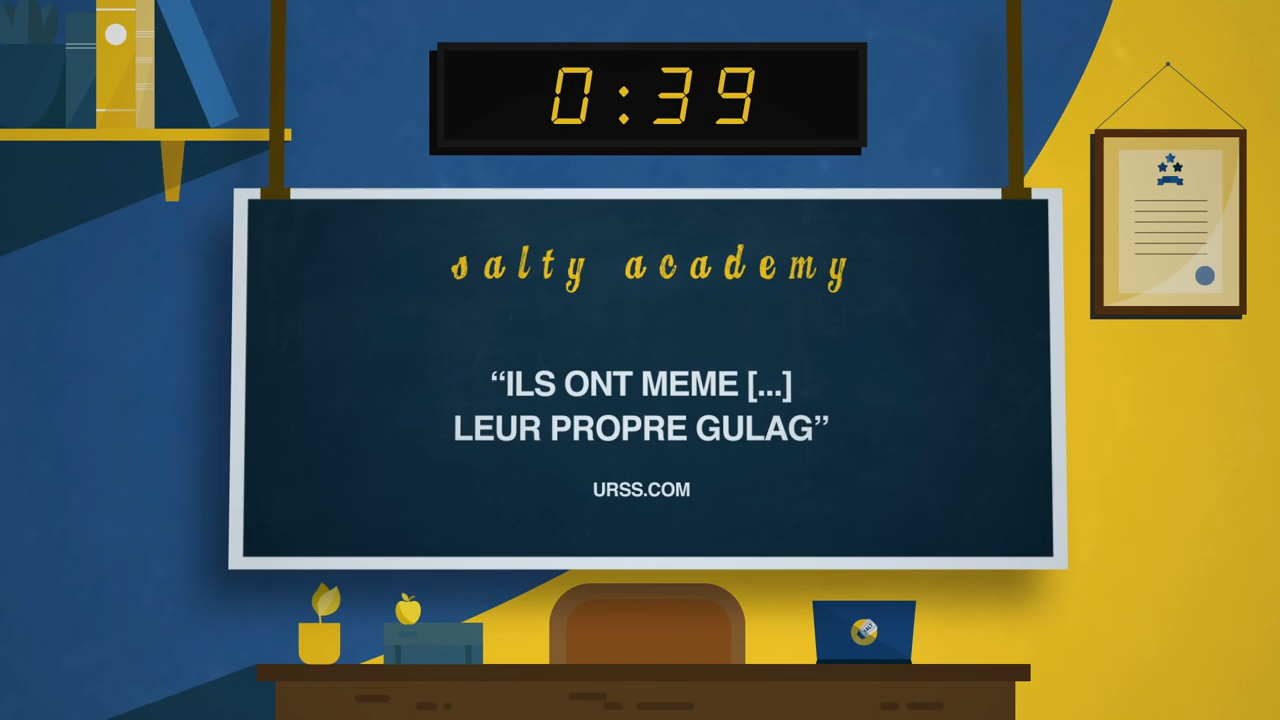 0:39
salty academy
“ILS ONT MEME [...]
LEUR PROPRE GULAG”
URSS.COM